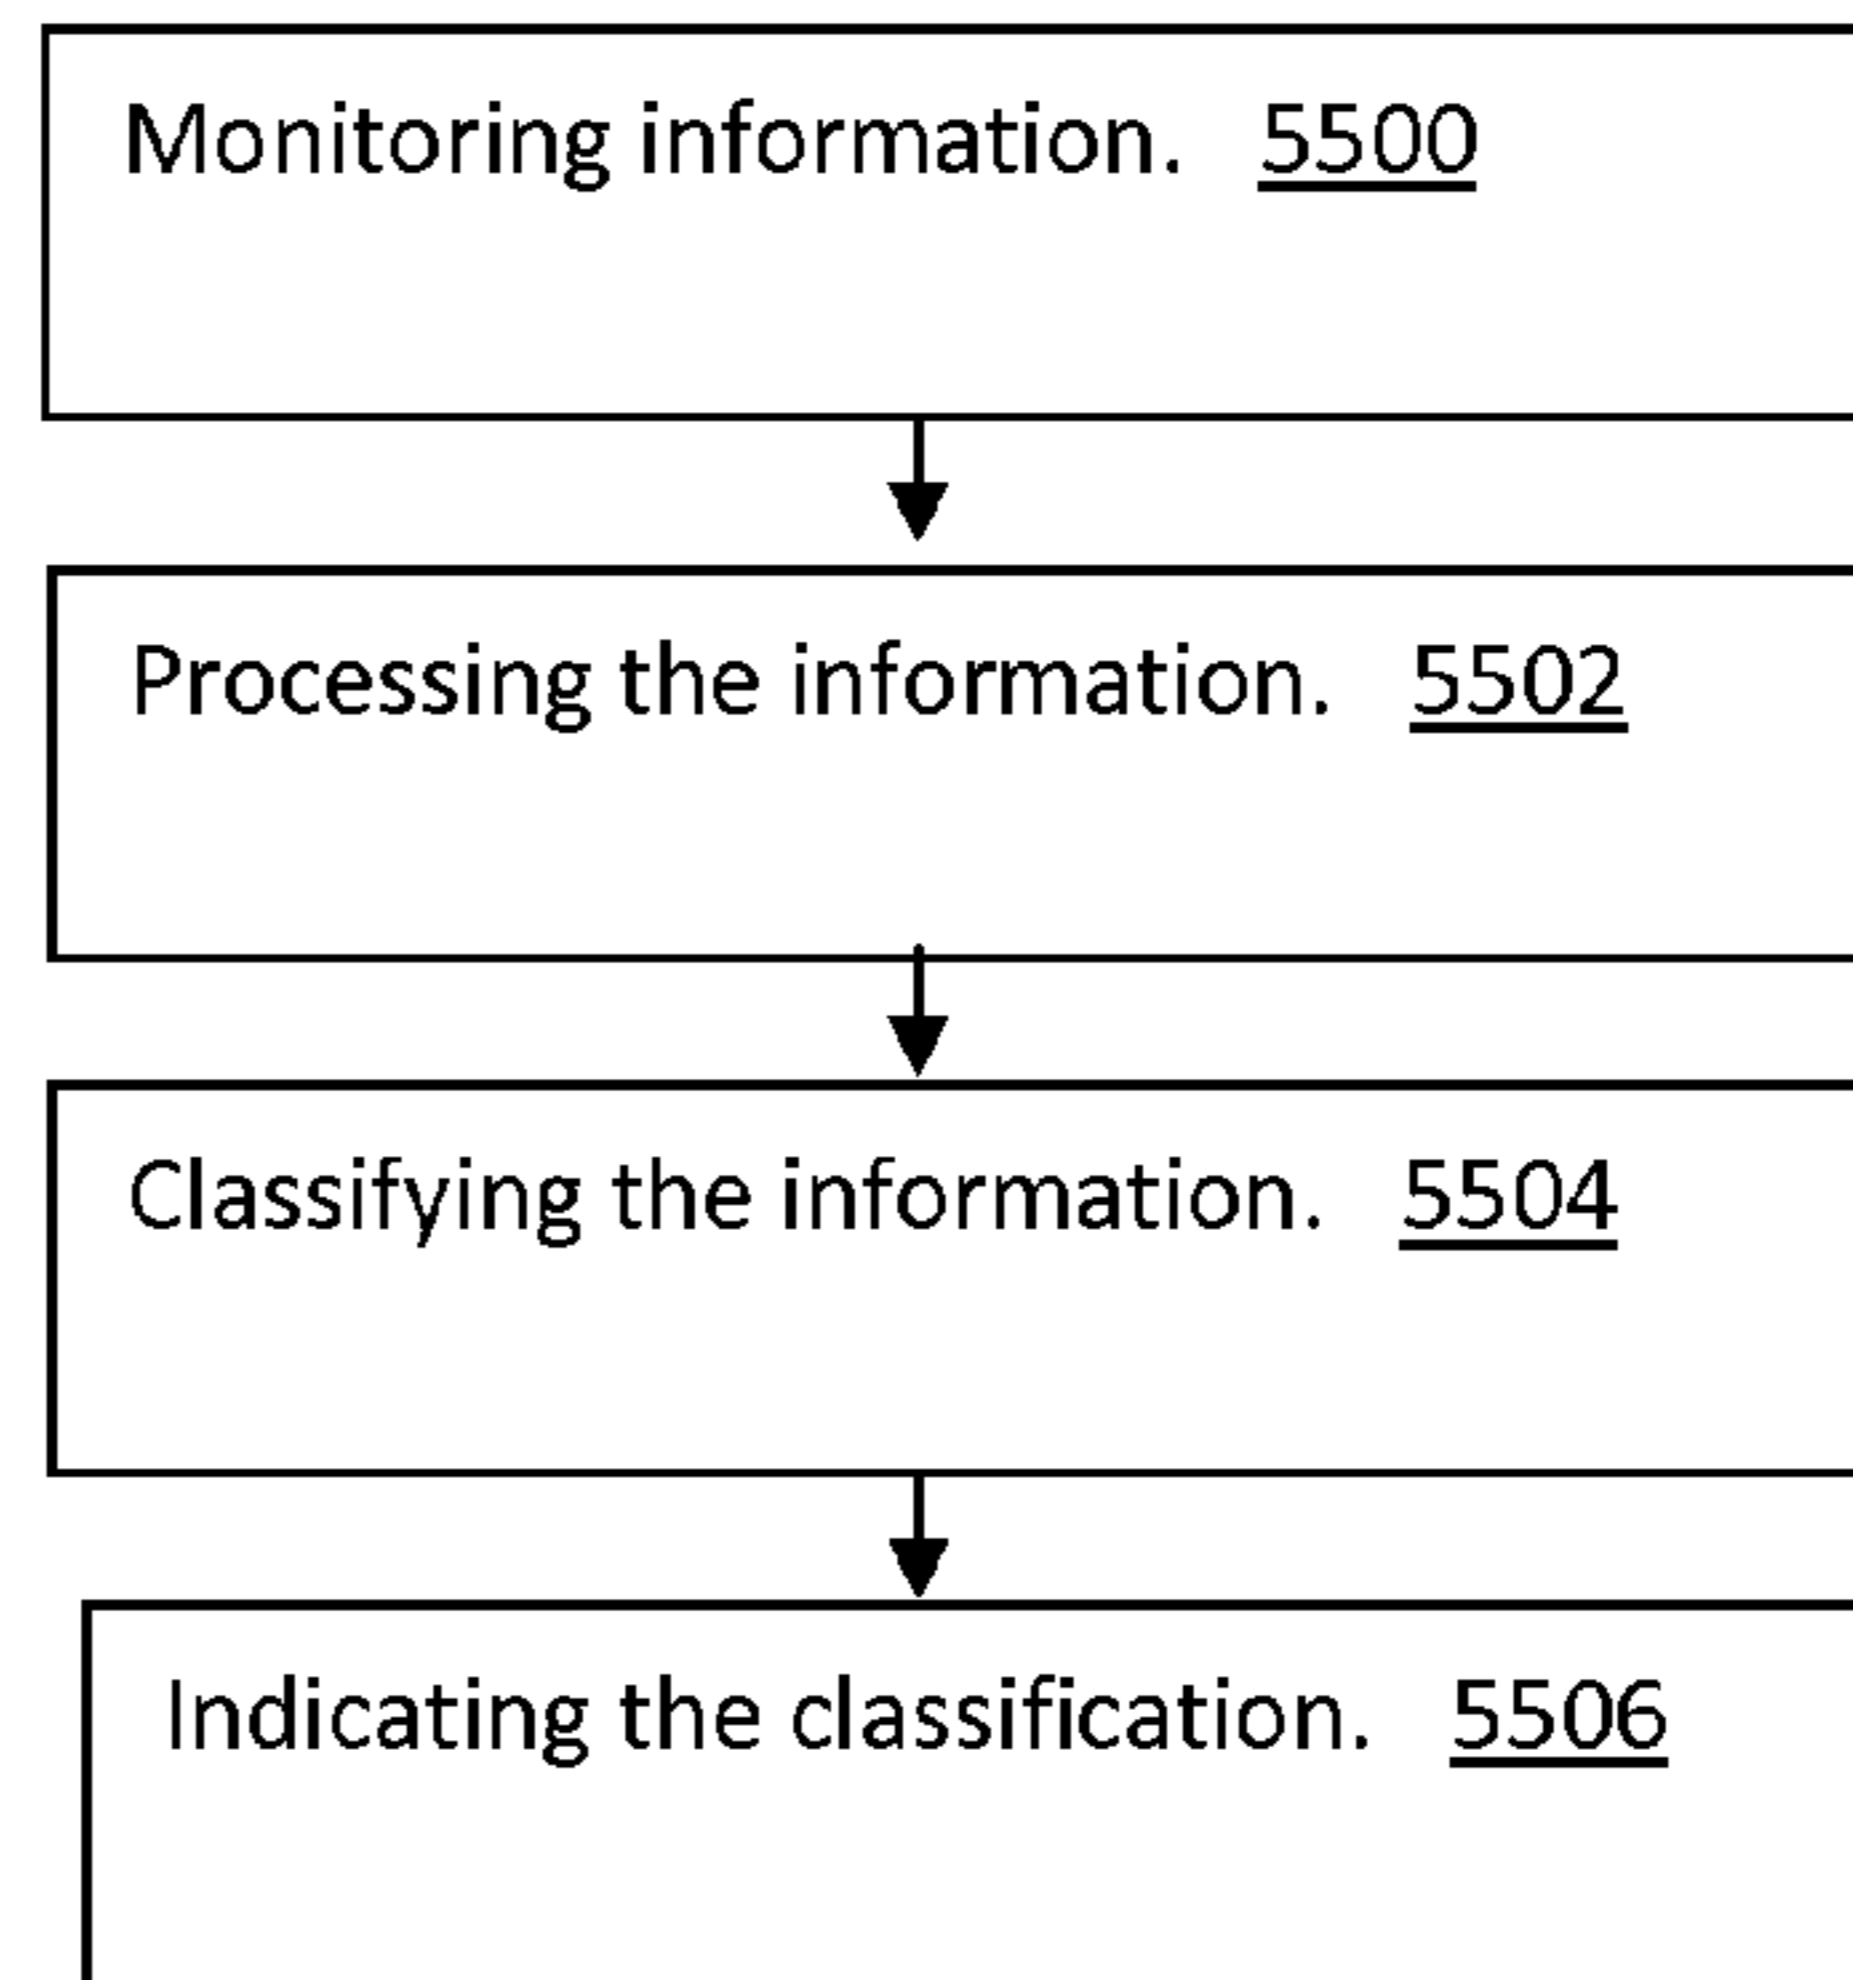 Monitoring information. 5500
Processing the information. 5502
Classifying the information. 5504
Indicating the classification. 5506